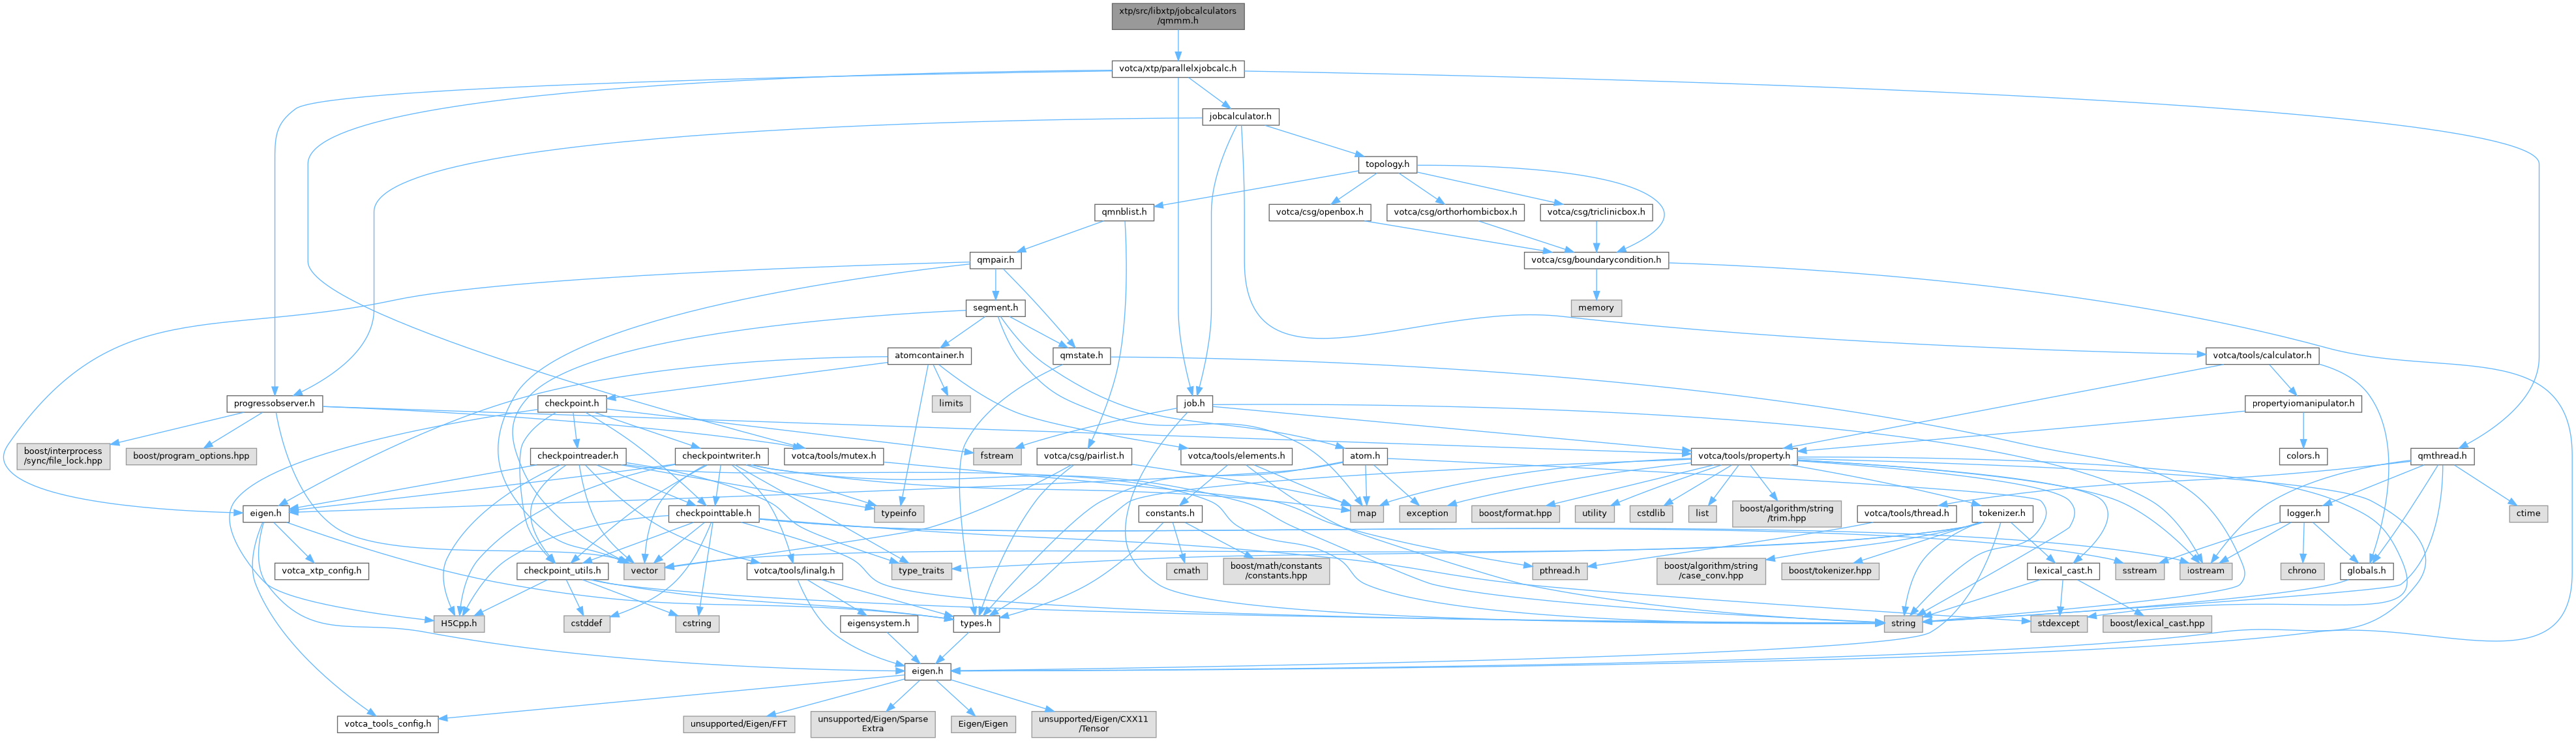 xtp/src/libxtp/jobcalculators
/qmmm.h
votca/xtp/parallelxjobcalc.h
jobcalculator.h
topology.h
qmnblist.h
votca/csg/openbox.h
votca/csg/orthorhombicbox.h
votca/csg/triclinicbox.h
qmpair.h
votca/csg/boundarycondition.h
segment.h
memory
atomcontainer.h
qmstate.h
votca/tools/calculator.h
progressobserver.h
checkpoint.h
limits
job.h
propertyiomanipulator.h
boost/interprocess
/sync/file_lock.hpp
boost/program_options.hpp
checkpointreader.h
checkpointwriter.h
votca/tools/mutex.h
fstream
votca/csg/pairlist.h
votca/tools/elements.h
atom.h
votca/tools/property.h
colors.h
qmthread.h
eigen.h
typeinfo
checkpointtable.h
constants.h
map
exception
boost/format.hpp
utility
cstdlib
list
boost/algorithm/string
/trim.hpp
votca/tools/thread.h
tokenizer.h
logger.h
ctime
votca_xtp_config.h
checkpoint_utils.h
vector
votca/tools/linalg.h
type_traits
cmath
boost/math/constants
/constants.hpp
pthread.h
boost/algorithm/string
/case_conv.hpp
boost/tokenizer.hpp
lexical_cast.h
sstream
iostream
chrono
globals.h
H5Cpp.h
cstddef
cstring
eigensystem.h
types.h
string
stdexcept
boost/lexical_cast.hpp
eigen.h
votca_tools_config.h
unsupported/Eigen/FFT
unsupported/Eigen/Sparse
Extra
Eigen/Eigen
unsupported/Eigen/CXX11
/Tensor